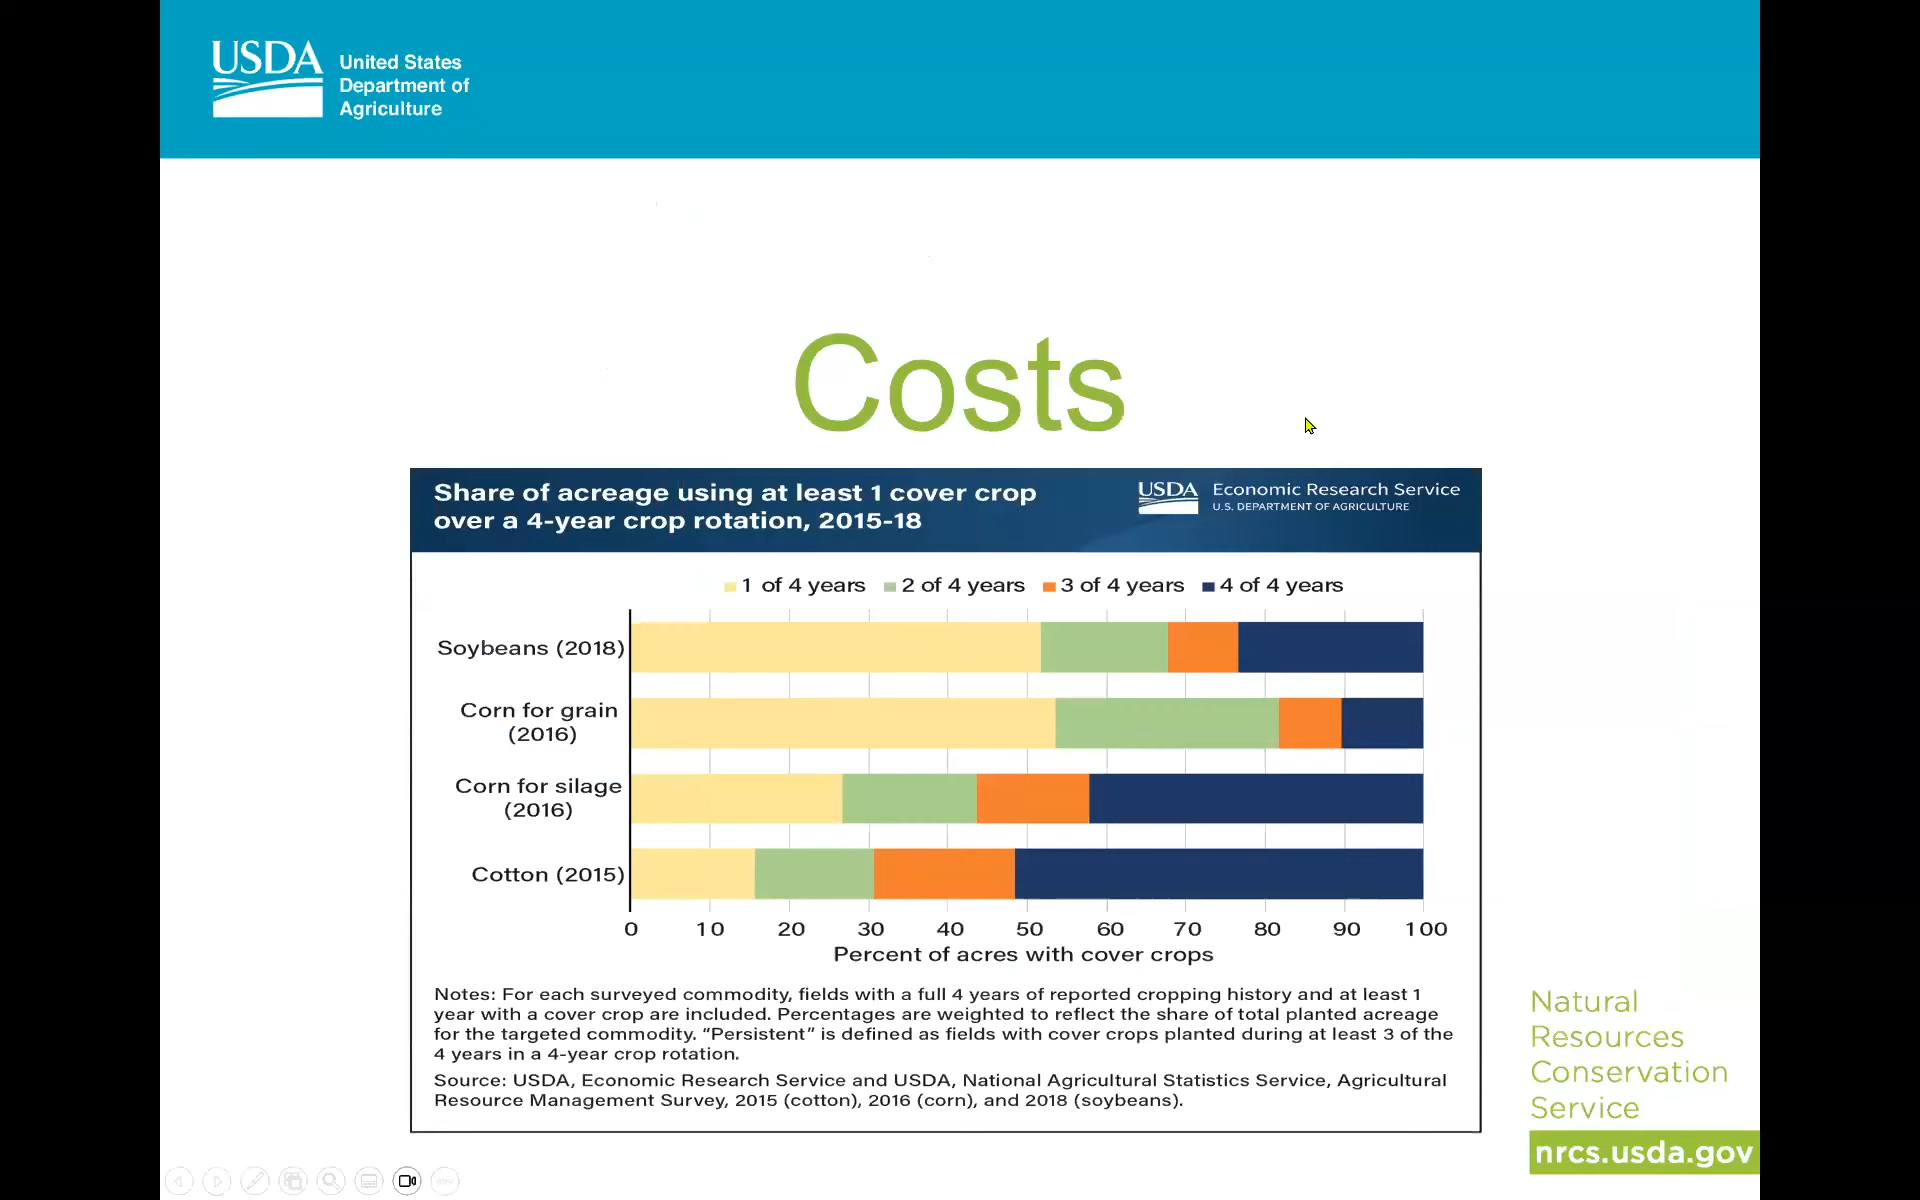 USDA
United States
Department of
Agriculture
Costs
Share of acreage using at least 1 cover crop
over a 4-year crop rotation, 2015-18
USDA
Economic Research Service
U.S. DEPARTMENT OF AGRICULTURE
1 of 4 years 2 of 4 years 3 of 4 years 4 of 4 years
Soybeans (2018)
Corn for grain
(2016)
Corn for silage
(2016)
Cotton (2015)
0 10 20 30 40 50 60 70 80 90 100
Percent of acres with cover crops
Notes: For each surveyed commodity, fields with a full 4 years of reported cropping history and at least 1
year with a cover crop are included. Percentages are weighted to reflect the share of total planted acreage
for the targeted commodity. “Persistent” is defined as fields with cover crops planted during at least 3 of the
4 years in a 4-year crop rotation.
Source: USDA, Economic Research Service and USDA, National Agricultural Statistics Service, Agricultural
Resource Management Survey, 2015 (cotton), 2016 (corn), and 2018 (soybeans).
Natural
Resources
Conservation
Service
nrcs.usda.gov